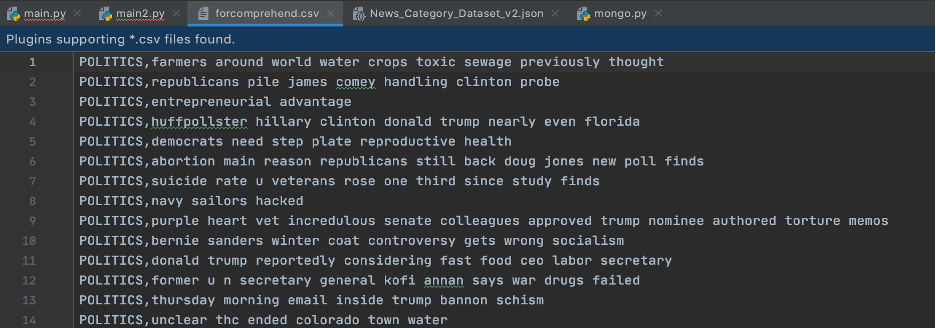 main.py main2.py forcomprehend.csv News_Category_Dataset_v2.json mongo.py
Plugins supporting *.csv files found.
1 POLITICS,farmers around world water crops toxic sewage previously thought
2 POLITICS,republicans pile james comey handling clinton probe
3 POLITICS,entrepreneurial advantage
4 POLITICS,huffpollster hillary clinton donald trump nearly even florida
5 POLITICS,democrats need step plate reproductive health
6 POLITICS,abortion main reason republicans still back doug jones new poll finds
7 POLITICS,suicide rate u veterans rose one third since study finds
8 POLITICS,navy sailors hacked
9 POLITICS,purple heart vet incredulous senate colleagues approved trump nominee authored torture memos
10 POLITICS,bernie sanders winter coat controversy gets wrong socialism
11 POLITICS,donald trump reportedly considering fast food ceo labor secretary
12 POLITICS,former u n secretary general kofi annan says war drugs failed
13 POLITICS,thursday morning email inside trump bannon schism
14 POLITICS,unclear thc ended colorado town water